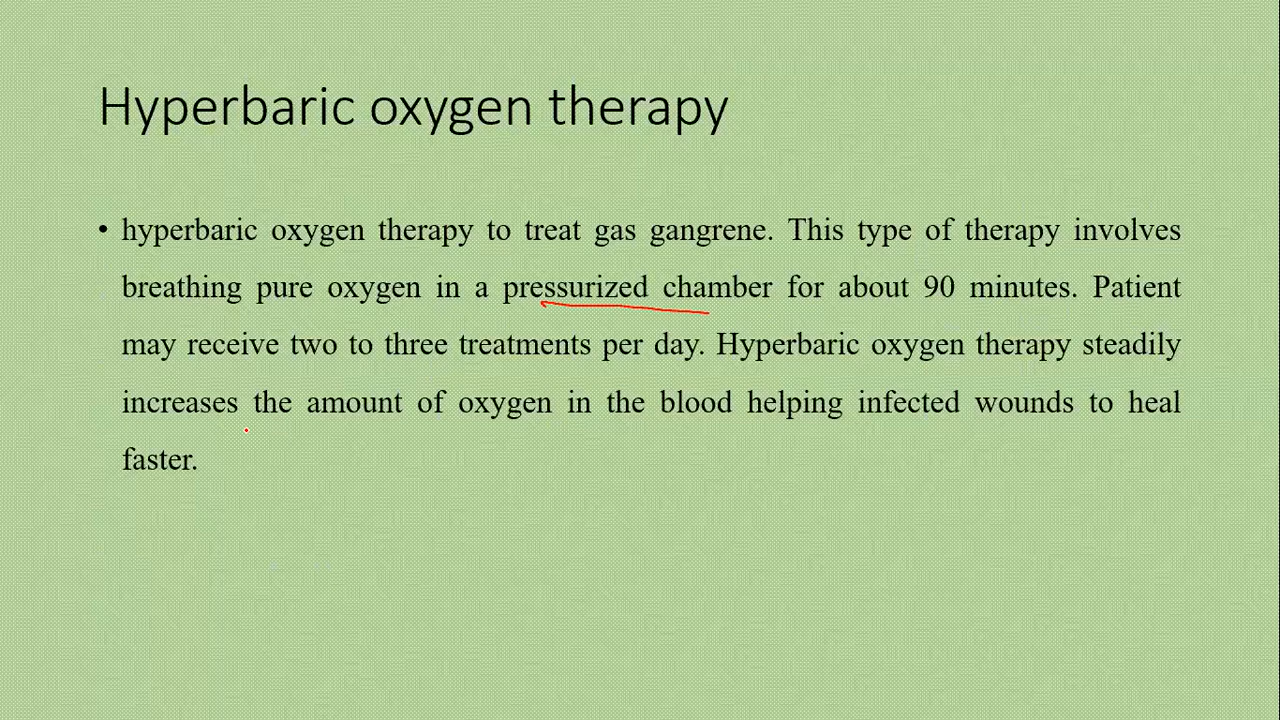 Hyperbaric oxygen therapy
• hyperbaric oxygen therapy to treat gas gangrene. This type of therapy involves
breathing pure oxygen in a pressurized chamber for about 90 minutes. Patient
may receive two to three treatments per day. Hyperbaric oxygen therapy steadily
increases the amount of oxygen in the blood helping infected wounds to heal
faster.